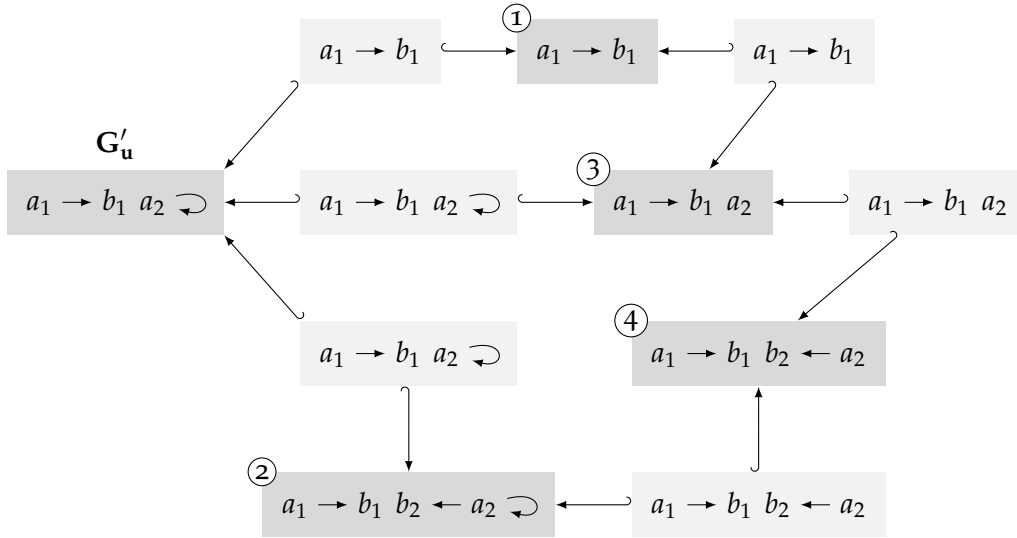 ①
a₁ → b₁
a₁ → b₁
a₁ → b₁
G′ᵤ
③
a₁ → b₁ a₂ ⟲
a₁ → b₁ a₂ ⟲
a₁ → b₁ a₂
a₁ → b₁ a₂
④
a₁ → b₁ a₂ ⟲
a₁ → b₁ b₂ ← a₂
②
a₁ → b₁ b₂ ← a₂ ⟲
a₁ → b₁ b₂ ← a₂